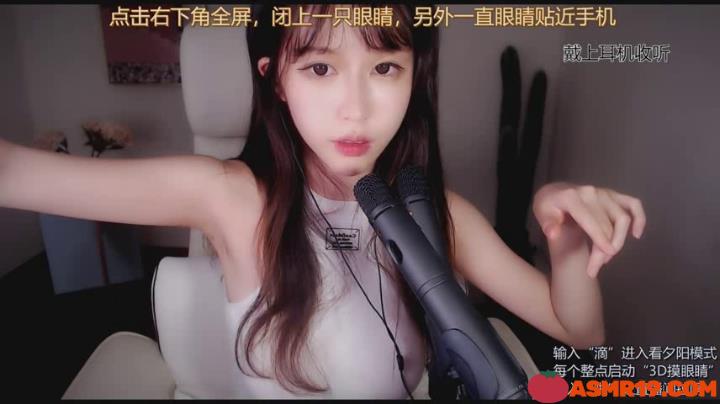 点击右下角全屏，闭上一只眼睛，另外一直眼睛贴近手机
戴上耳机收听
输入“滴”进入看夕阳模式
每个整点启动“3D摸眼睛”
ASMR19.COM